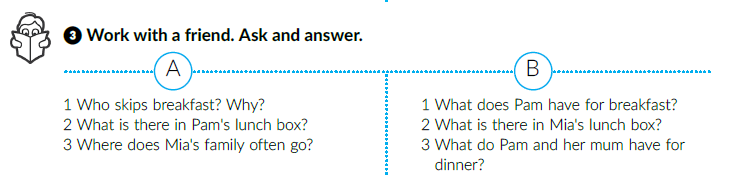 3 Work with a friend. Ask and answer.
A
1 Who skips breakfast? Why?
2 What is there in Pam's lunch box?
3 Where does Mia's family often go?
B
1 What does Pam have for breakfast?
2 What is there in Mia's lunch box?
3 What do Pam and her mum have for
dinner?